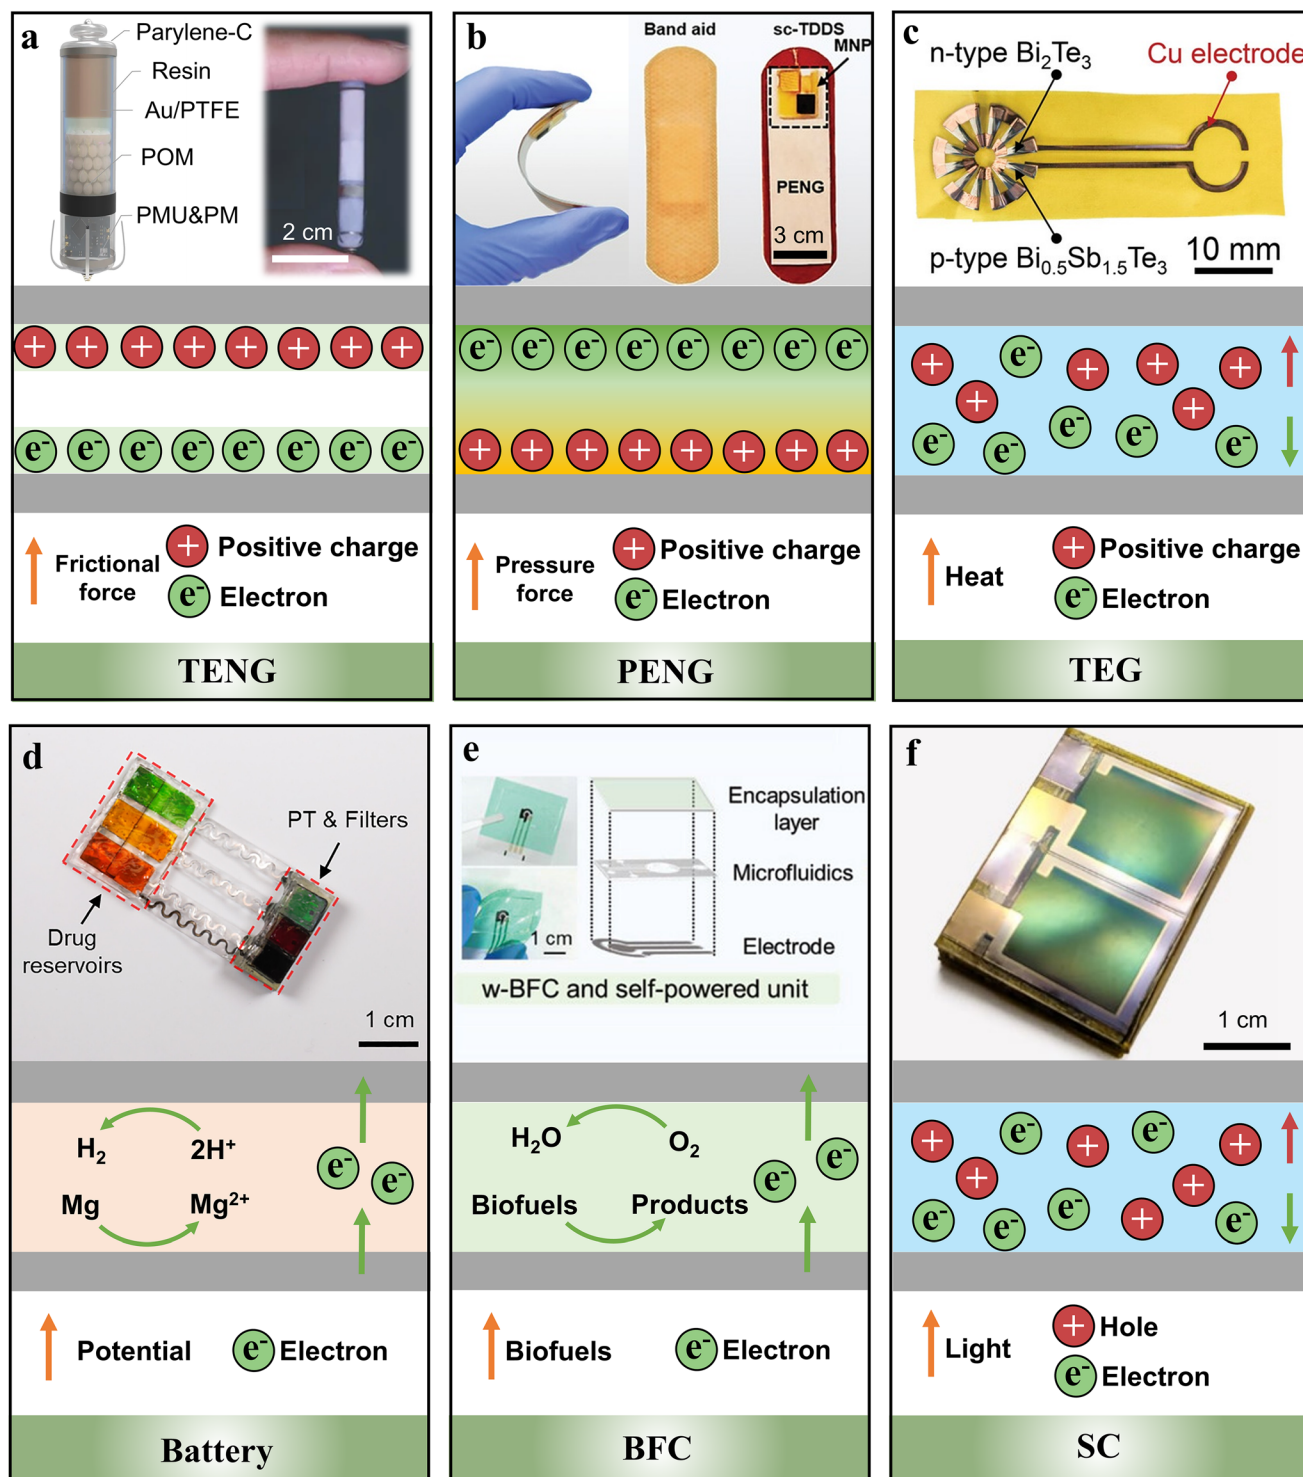 a
Parylene-C
Resin
Au/PTFE
POM
PMU&PM
2 cm
+ + + + + + + +
e⁻ e⁻ e⁻ e⁻ e⁻ e⁻ e⁻ e⁻
Frictional
force
+ Positive charge
e⁻ Electron
TENG
b
Band aid
sc-TDDS
MNP
PENG
3 cm
e⁻ e⁻ e⁻ e⁻ e⁻ e⁻ e⁻ e⁻
+ + + + + + + +
Pressure
force
+ Positive charge
e⁻ Electron
PENG
c
n-type Bi₂Te₃
Cu electrode
p-type Bi₀.₅Sb₁.₅Te₃
10 mm
+ e⁻ + + +
+ +
e⁻ e⁻ e⁻ e⁻ e⁻
Heat
+ Positive charge
e⁻ Electron
TEG
d
PT & Filters
Drug
reservoirs
1 cm
H₂ 2H⁺
Mg Mg²⁺
e⁻ e⁻
Potential
e⁻ Electron
Battery
e
Encapsulation
layer
Microfluidics
Electrode
1 cm
w-BFC and self-powered unit
H₂O O₂
Biofuels Products
e⁻ e⁻
Biofuels
e⁻ Electron
BFC
f
1 cm
+ e⁻ + e⁻ +
+ +
e⁻ e⁻ e⁻ + e⁻
Light
+ Hole
e⁻ Electron
SC